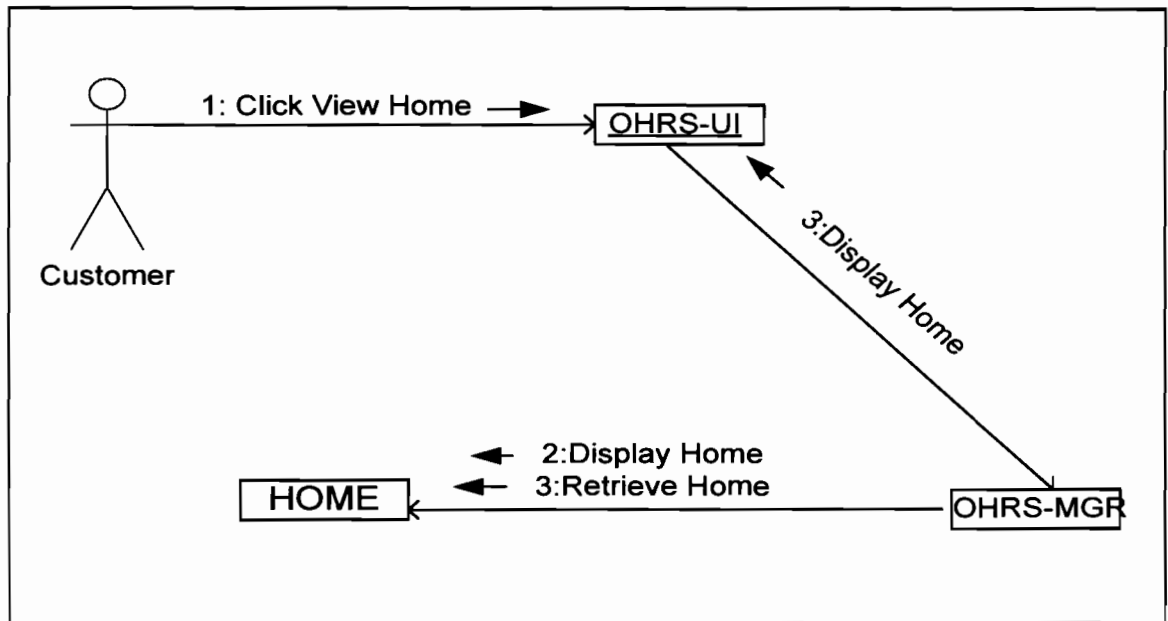 1: Click View Home
OHRS-UI
3:Display Home
Customer
2:Display Home
3:Retrieve Home
HOME
OHRS-MGR